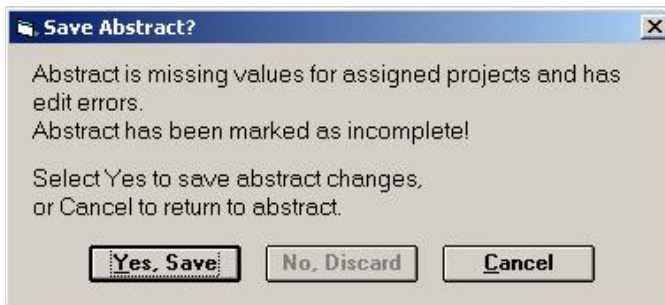 Save Abstract?
Abstract is missing values for assigned projects and has
edit errors.
Abstract has been marked as incomplete!
Select Yes to save abstract changes,
or Cancel to return to abstract.
Yes, Save No, Discard Cancel